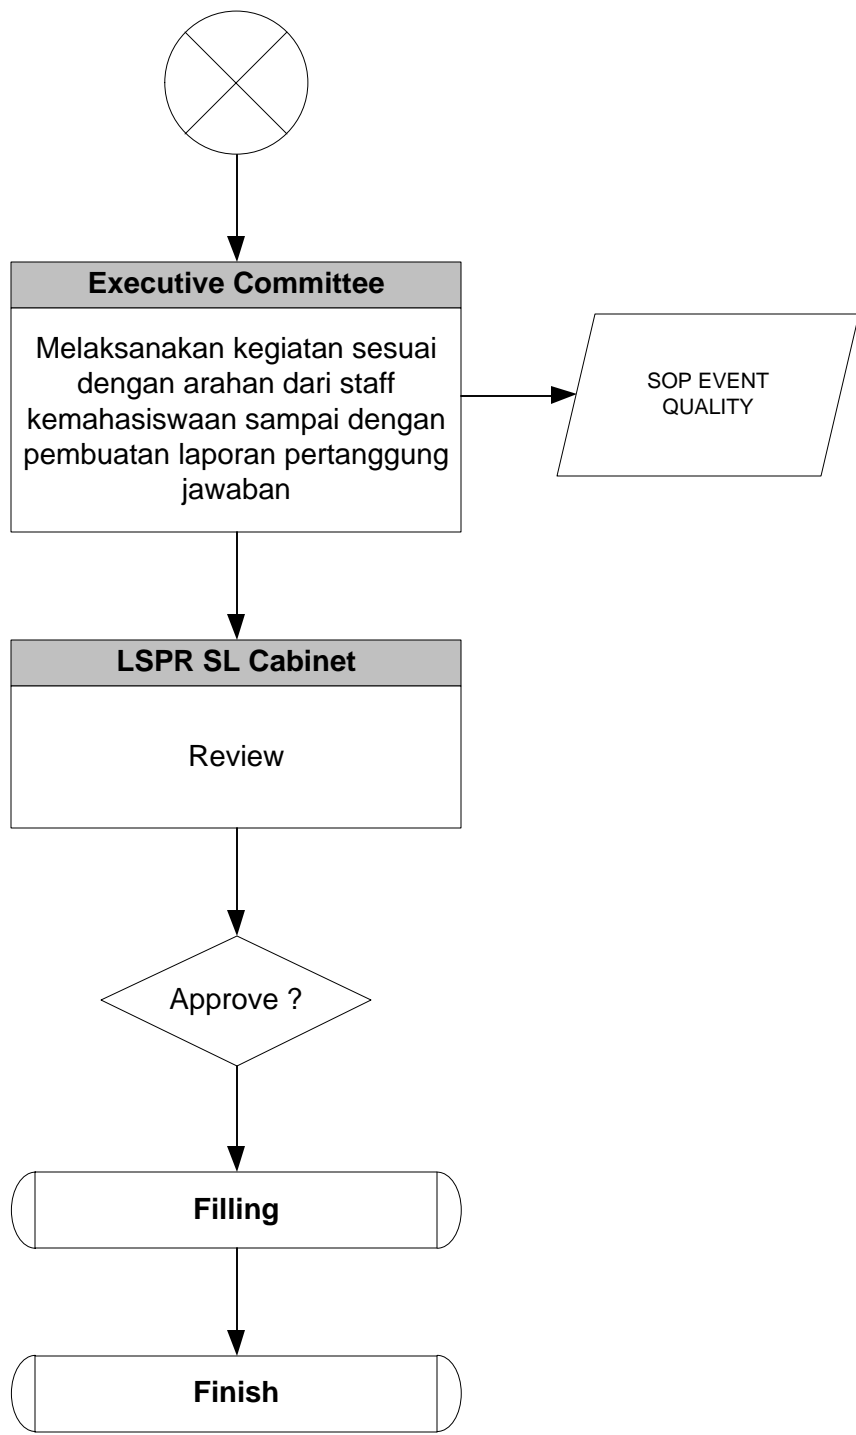 Executive Committee
Melaksanakan kegiatan sesuai
dengan arahan dari staff
kemahasiswaan sampai dengan
pembuatan laporan pertanggung
jawaban
SOP EVENT
QUALITY
LSPR SL Cabinet
Review
Approve ?
Filling
Finish